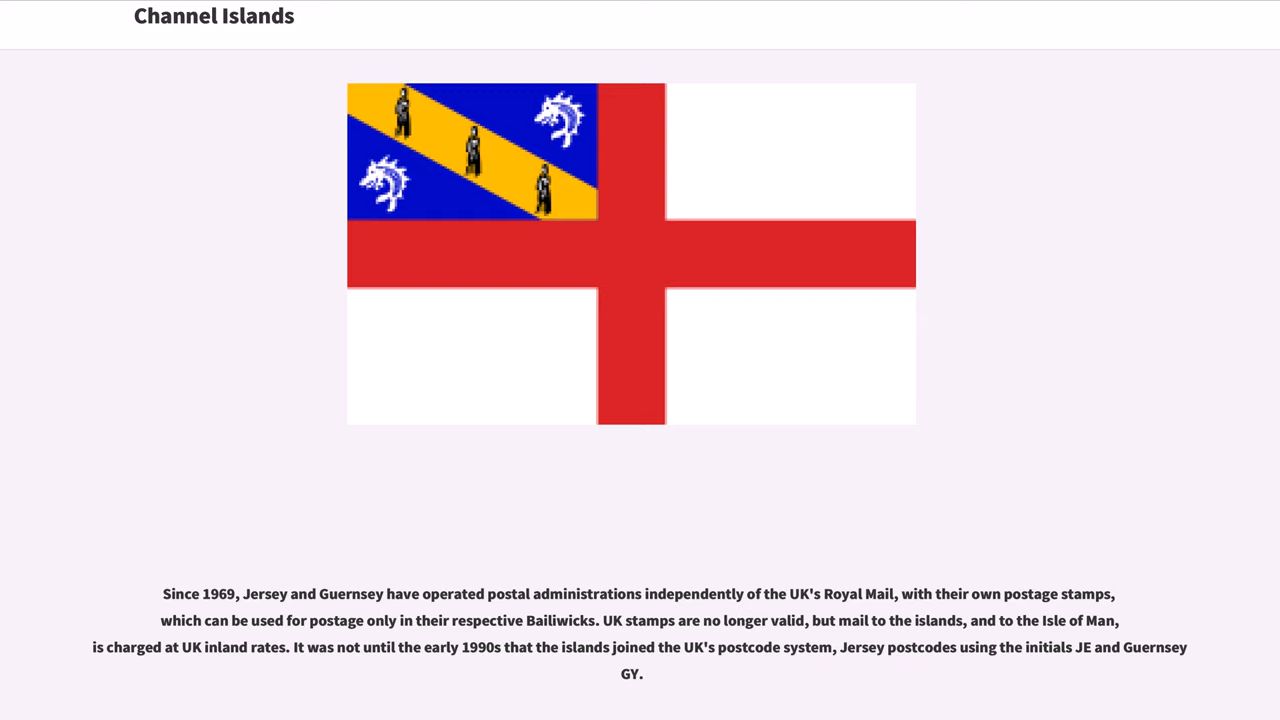 Channel Islands
Since 1969, Jersey and Guernsey have operated postal administrations independently of the UK's Royal Mail, with their own postage stamps,
which can be used for postage only in their respective Bailiwicks. UK stamps are no longer valid, but mail to the islands, and to the Isle of Man,
is charged at UK inland rates. It was not until the early 1990s that the islands joined the UK's postcode system, Jersey postcodes using the initials JE and Guernsey
GY.